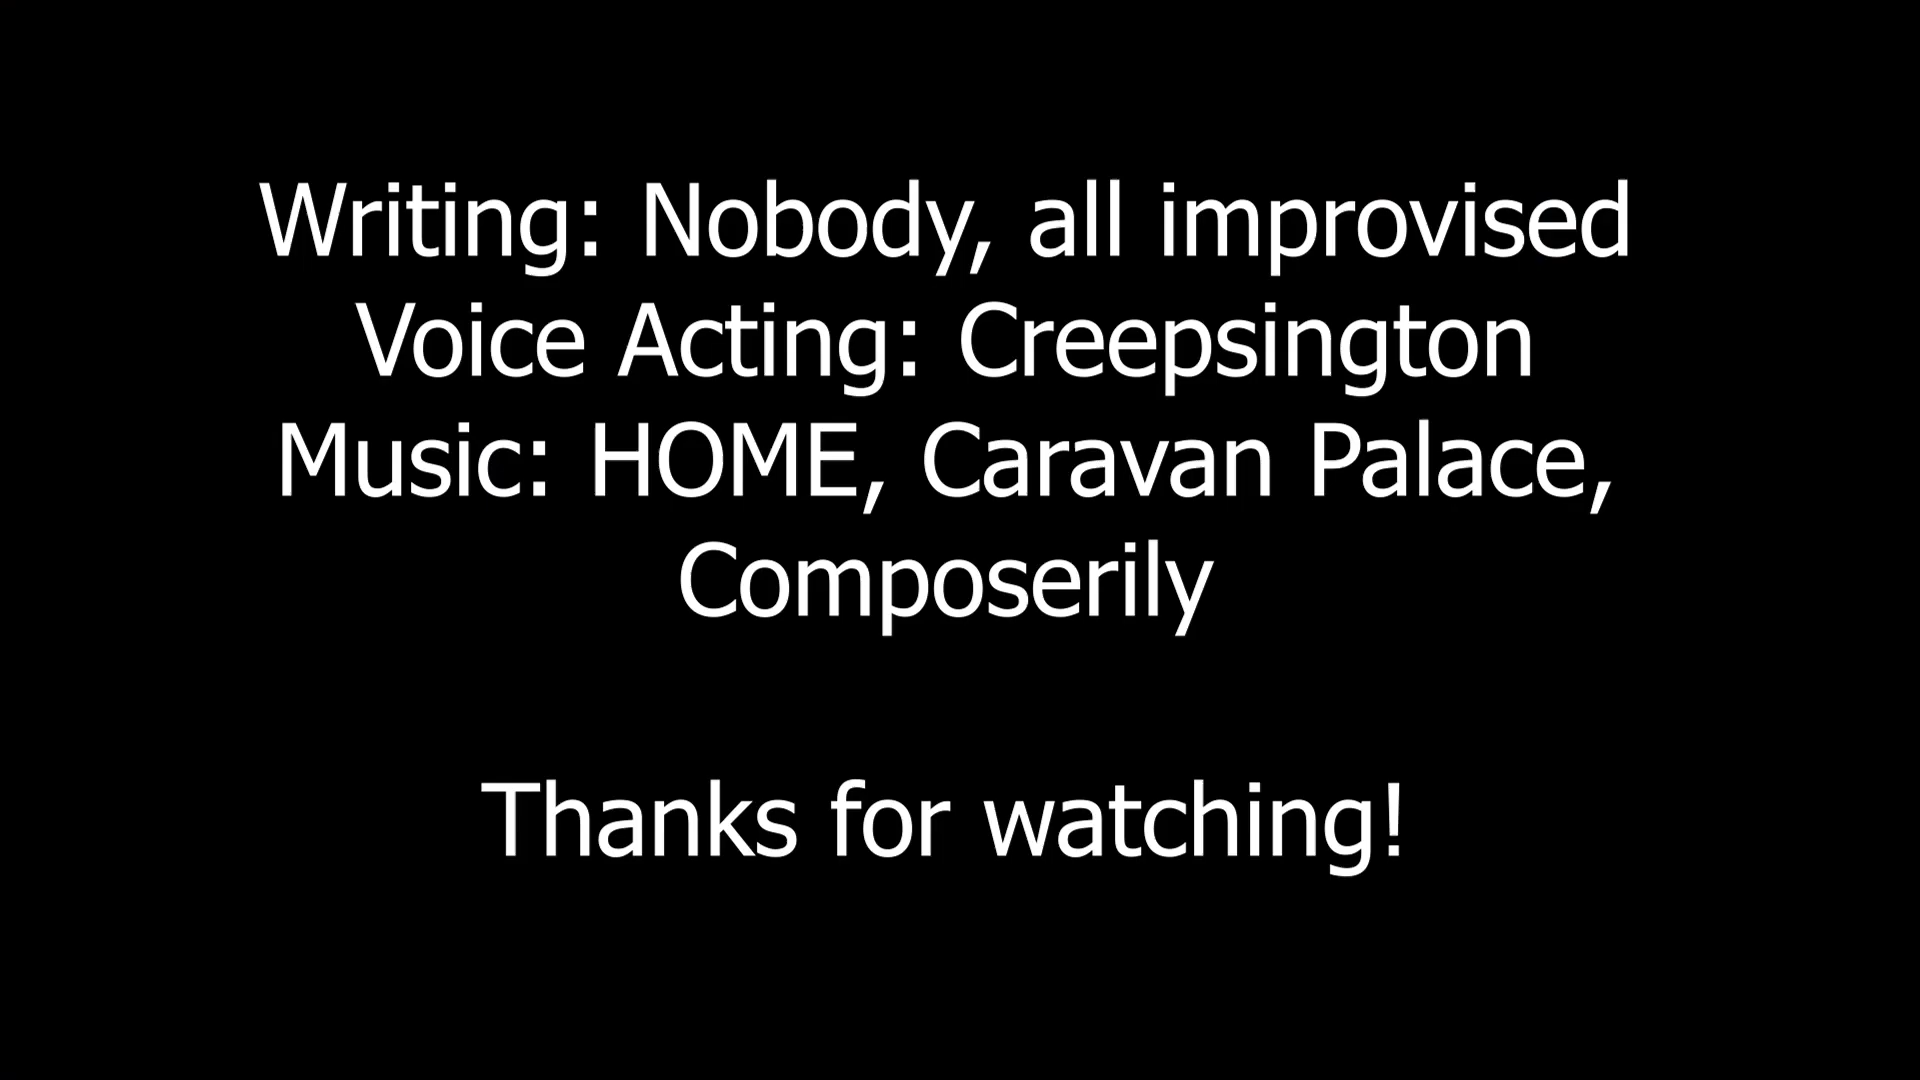 Writing: Nobody, all improvised
Voice Acting: Creepsington
Music: HOME, Caravan Palace,
Composerily
Thanks for watching!